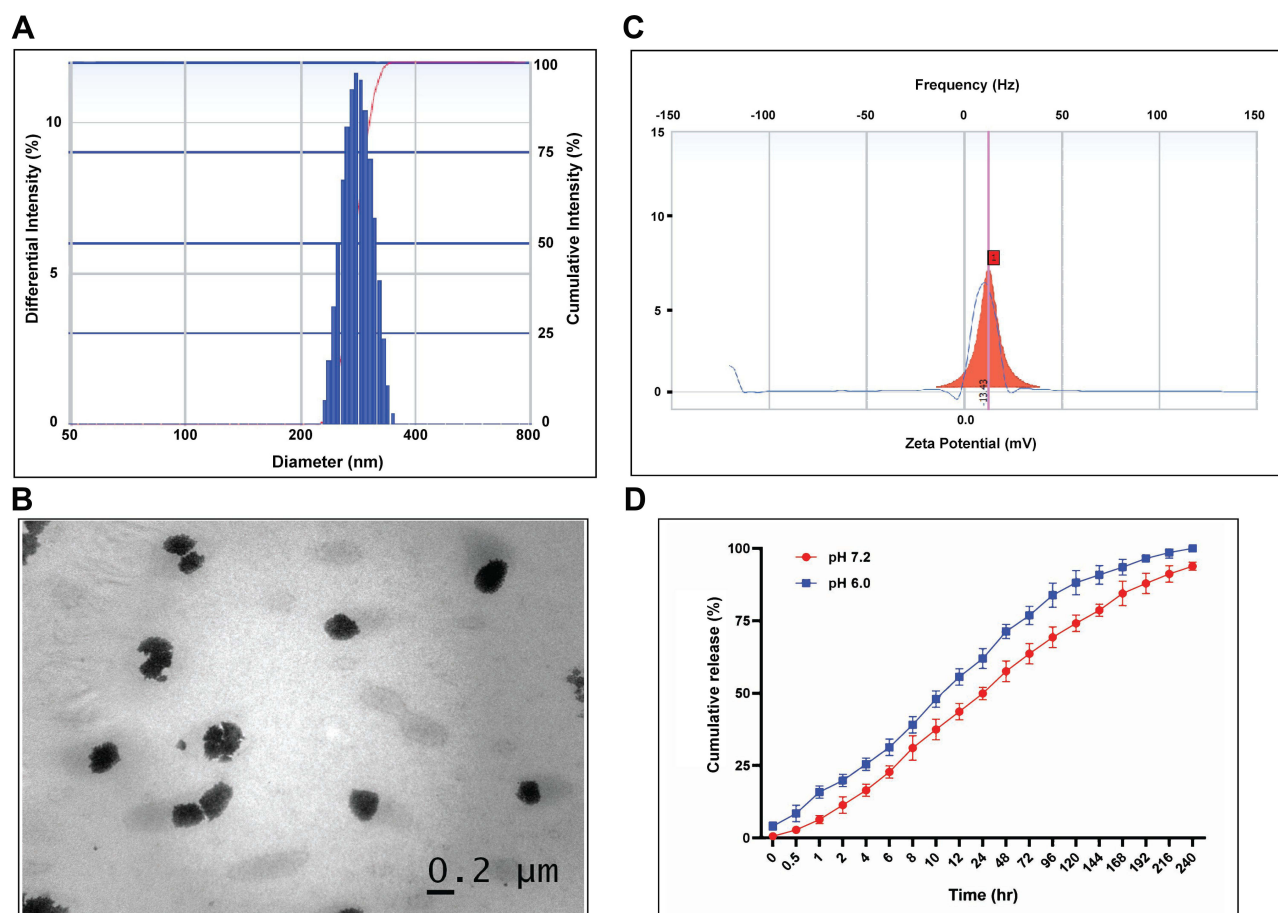 A
Differential Intensity (%)
10
5
0
100
75
50
25
0
Cumulative Intensity (%)
50 100 200 400 800
Diameter (nm)
B
0.2 µm
C
Frequency (Hz)
-150 -100 -50 0 50 100 150
15
10
5
0
1
-13.43
0.0
Zeta Potential (mV)
D
Cumulative release (%)
100
75
50
25
0
pH 7.2
pH 6.0
0 0.5 1 2 4 6 8 10 12 24 48 72 96 120 144 168 192 216 240
Time (hr)